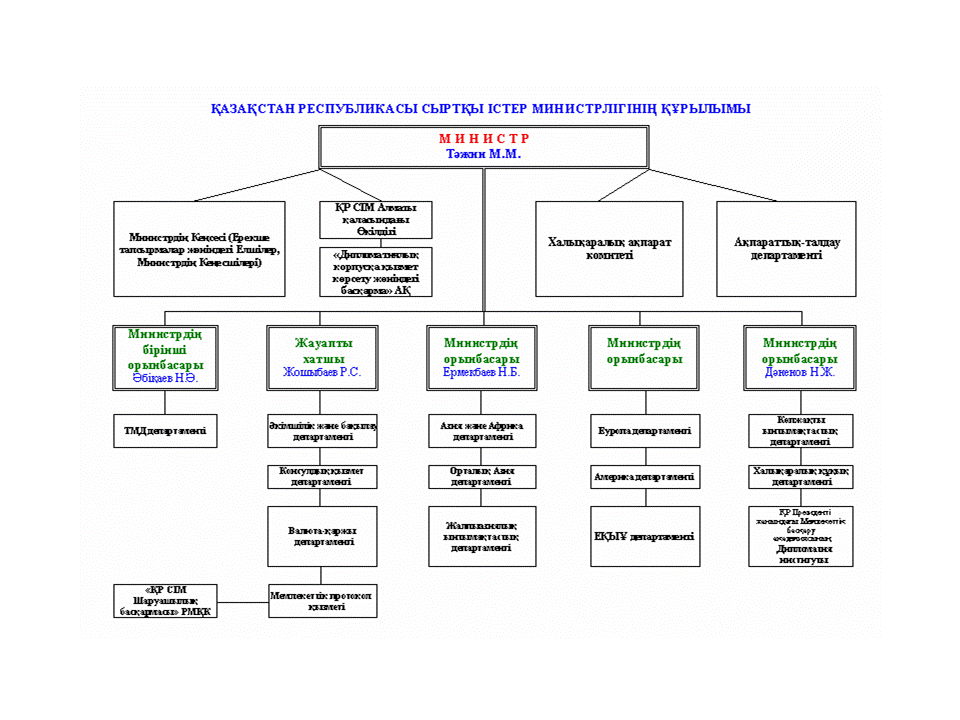 ҚАЗАҚСТАН РЕСПУБЛИКАСЫ СЫРТҚЫ ІСТЕР МИНИСТРЛІГІНІҢ ҚҰРЫЛЫМЫ
М И Н И С Т Р
Тәжин М.М.
Министрдің Кеңсесі (Ерекше
тапсырмалар жөніндегі Елшілер,
Министрдің Кеңесшілері)
ҚР СІМ Алматы
қаласындағы
Өкілдігі
«Дипломатиялық
корпусқа қызмет
көрсету жөніндегі
басқарма» АҚ
Халықаралық ақпарат
комитеті
Ақпараттық-талдау
департаменті
Министрдің
бірінші
орынбасары
Әбіқаев Н.Ә.
Жауапты
хатшы
Жошыбаев Р.С.
Министрдің
орынбасары
Ермекбаев Н.Б.
Министрдің
орынбасары
Министрдің
орынбасары
Дәненов Н.Ж.
ТМД департаменті
Әкімшілік және бақылау
департаменті
Азия және Африка
департаменті
Еуропа департаменті
Көпжақты
ынтымақтастық
департаменті
Консулдық қызмет
департаменті
Орталық Азия
департаменті
Америка департаменті
Халықаралық құқық
департаменті
Валюта-қаржы
департаменті
Жалпыазиялық
ынтымақтастық
департаменті
ЕҚЫҰ департаменті
ҚР Президенті
жанындағы Мемлекеттік
басқару
академиясының
Дипломатия
институты
«ҚР СІМ
Шаруашылық
басқармасы» РМҚК
Мемлекеттік протокол
қызметі